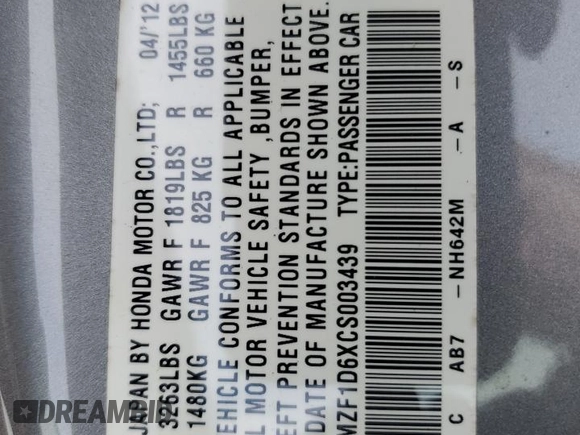 JAPAN BY HONDA MOTOR CO.,LTD; 04/'12
3263LBS GAWR F 1819LBS R 1455LBS
1480KG GAWR F 825 KG R 660 KG
EHICLE CONFORMS TO ALL APPLICABLE
L MOTOR VEHICLE SAFETY ,BUMPER,
EFT PREVENTION STANDARDS IN EFFECT
DATE OF MANUFACTURE SHOWN ABOVE.
MZF1D6XCS003439 TYPE:PASSENGER CAR
C AB7 -NH642M -A -S
DREAMBID.COM